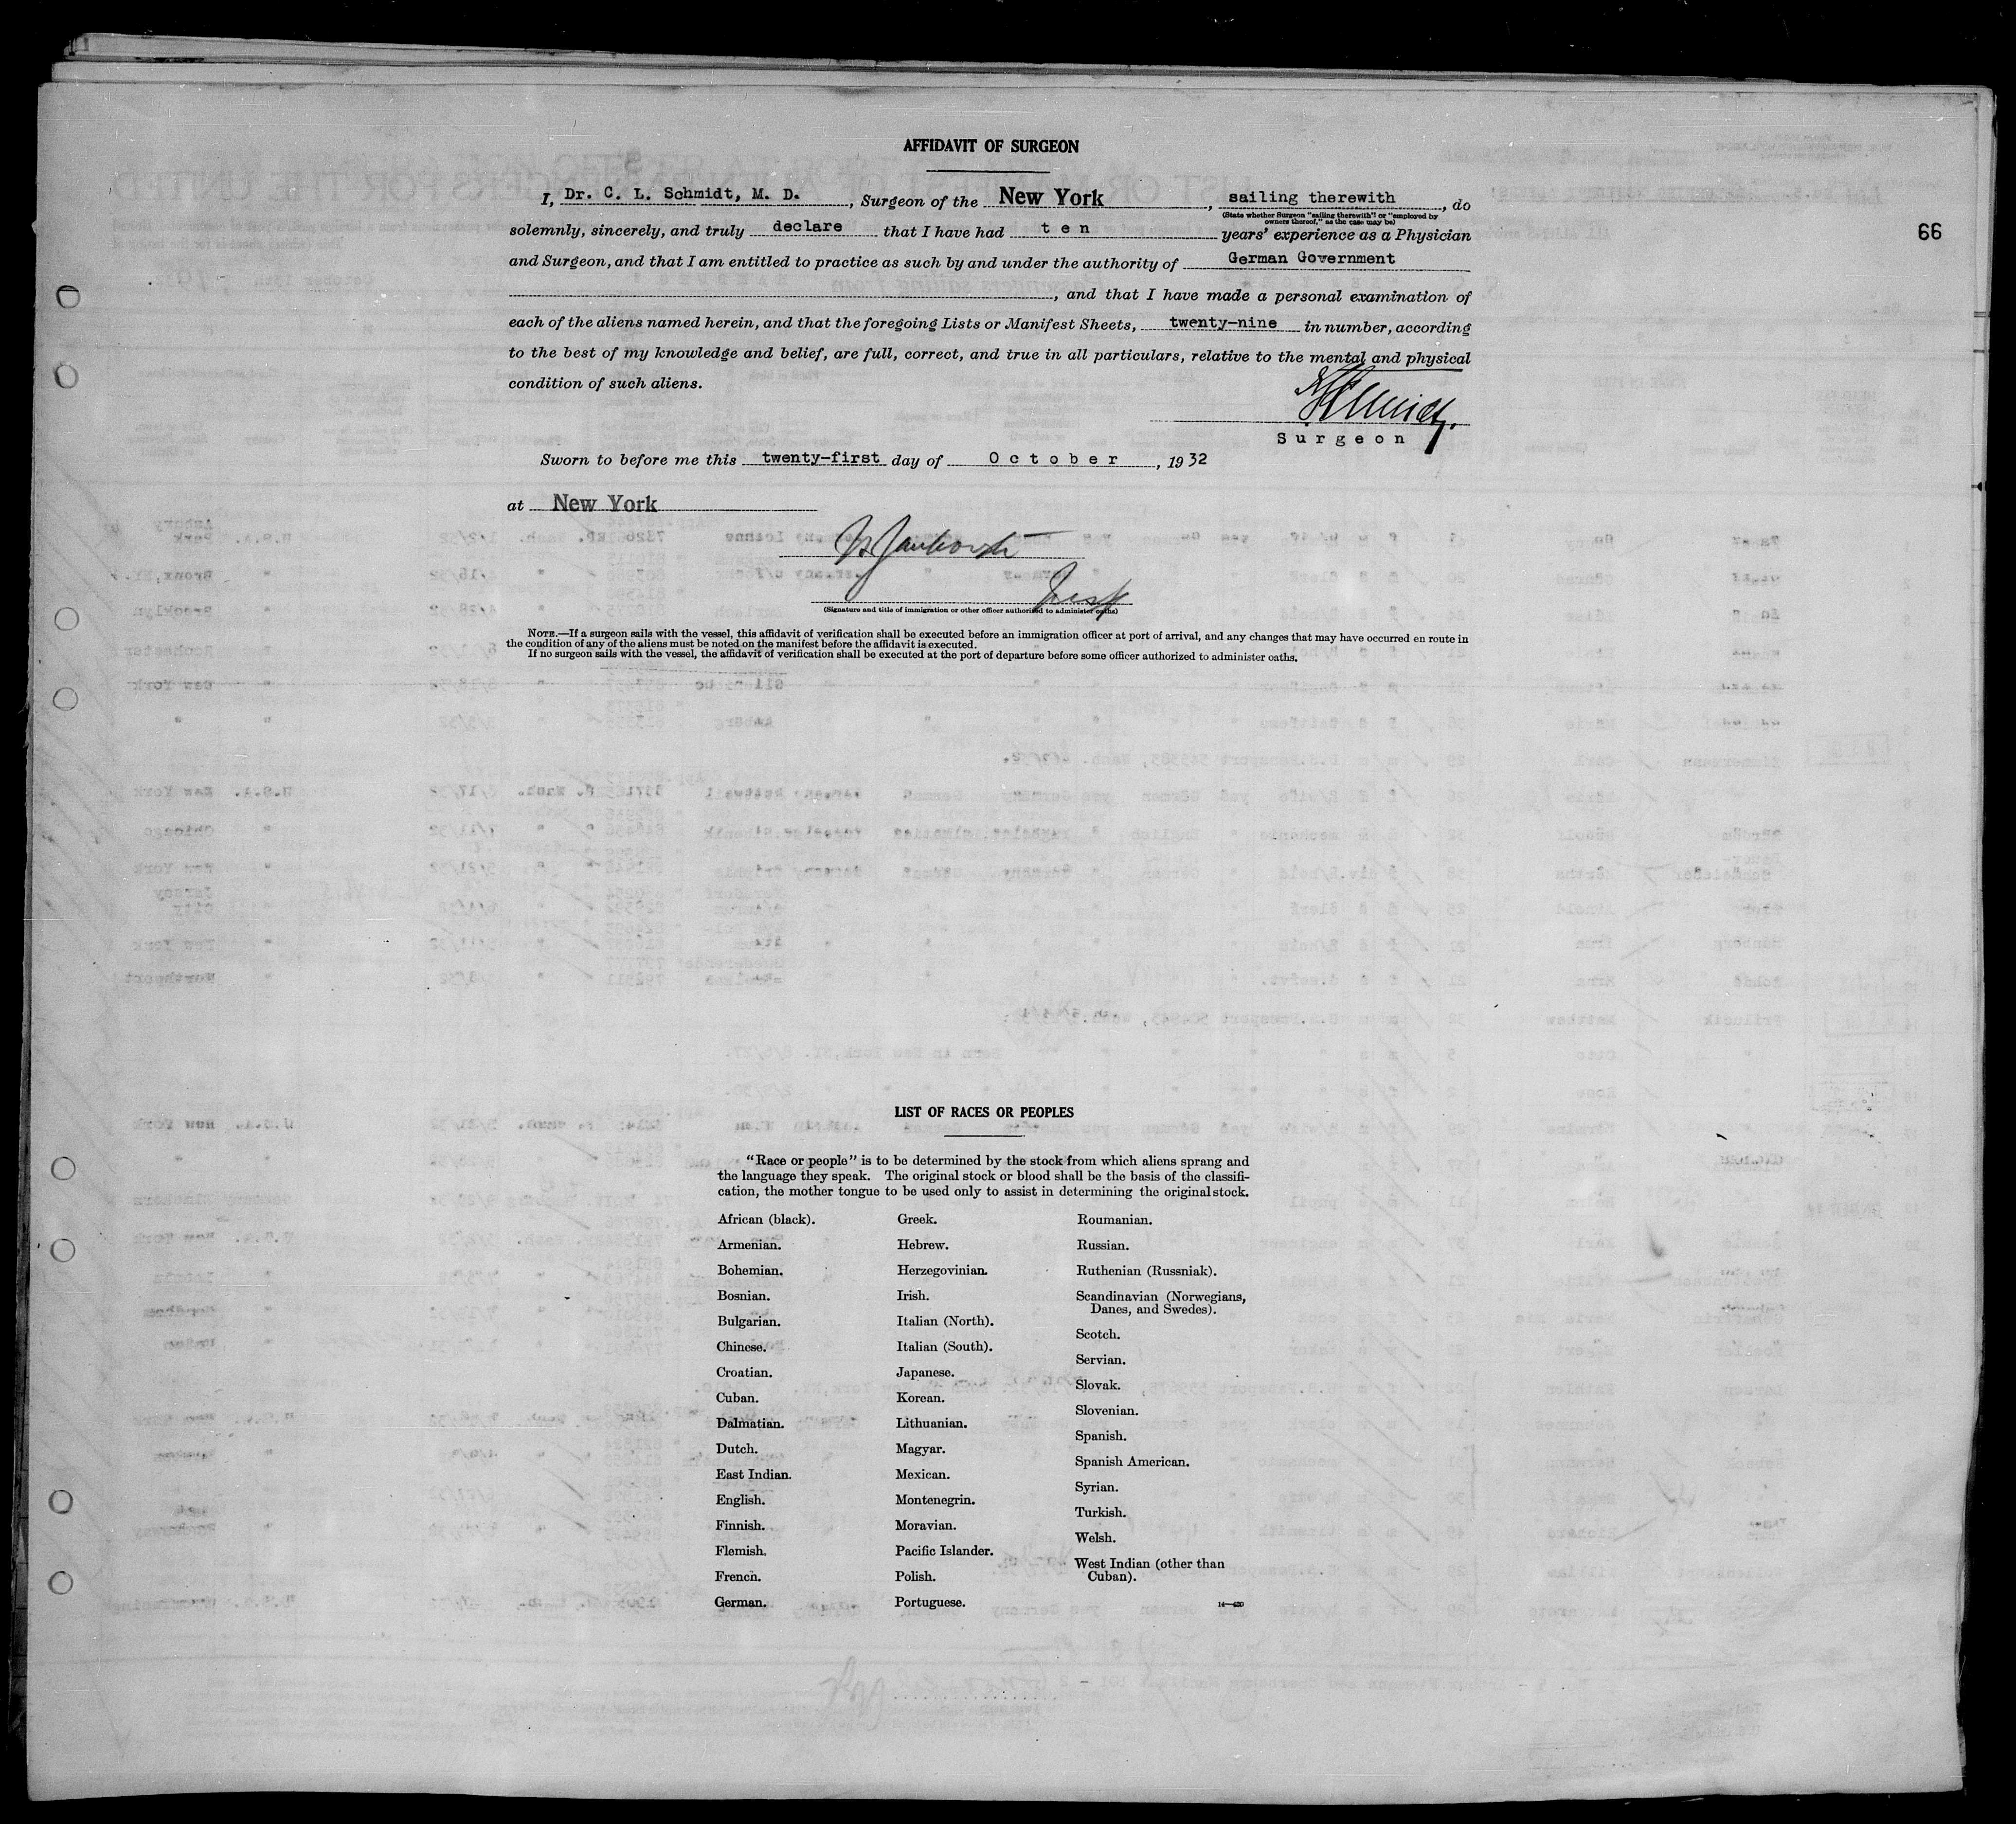 AFFIDAVIT OF SURGEON
I, Dr. C. L. Schmidt, M. D., Surgeon of the New York, sailing therewith, do
(State whether Surgeon "sailing therewith" or "employed by
owners thereof," as the case may be)
solemnly, sincerely, and truly declare that I have had ten years' experience as a Physician
and Surgeon, and that I am entitled to practice as such by and under the authority of German Government
, and that I have made a personal examination of
each of the aliens named herein, and that the foregoing Lists or Manifest Sheets, twenty-nine in number, according
to the best of my knowledge and belief, are full, correct, and true in all particulars, relative to the mental and physical
condition of such aliens.
Surgeon
Sworn to before me this twenty-first day of October, 1932
at New York
(Signature and title of immigration or other officer authorized to administer oaths)
NOTE.—If a surgeon sails with the vessel, this affidavit of verification shall be executed before an immigration officer at port of arrival, and any changes that may have occurred en route in
the condition of any of the aliens must be noted on the manifest before the affidavit is executed.
If no surgeon sails with the vessel, the affidavit of verification shall be executed at the port of departure before some officer authorized to administer oaths.
66
LIST OF RACES OR PEOPLES
"Race or people" is to be determined by the stock from which aliens sprang and
the language they speak. The original stock or blood shall be the basis of the classifi-
cation, the mother tongue to be used only to assist in determining the original stock.
African (black).
Armenian.
Bohemian.
Bosnian.
Bulgarian.
Chinese.
Croatian.
Cuban.
Dalmatian.
Dutch.
East Indian.
English.
Finnish.
Flemish.
French.
German.
Greek.
Hebrew.
Herzegovinian.
Irish.
Italian (North).
Italian (South).
Japanese.
Korean.
Lithuanian.
Magyar.
Mexican.
Montenegrin.
Moravian.
Pacific Islander.
Polish.
Portuguese.
Roumanian.
Russian.
Ruthenian (Russniak).
Scandinavian (Norwegians,
Danes, and Swedes).
Scotch.
Servian.
Slovak.
Slovenian.
Spanish.
Spanish American.
Syrian.
Turkish.
Welsh.
West Indian (other than
Cuban).